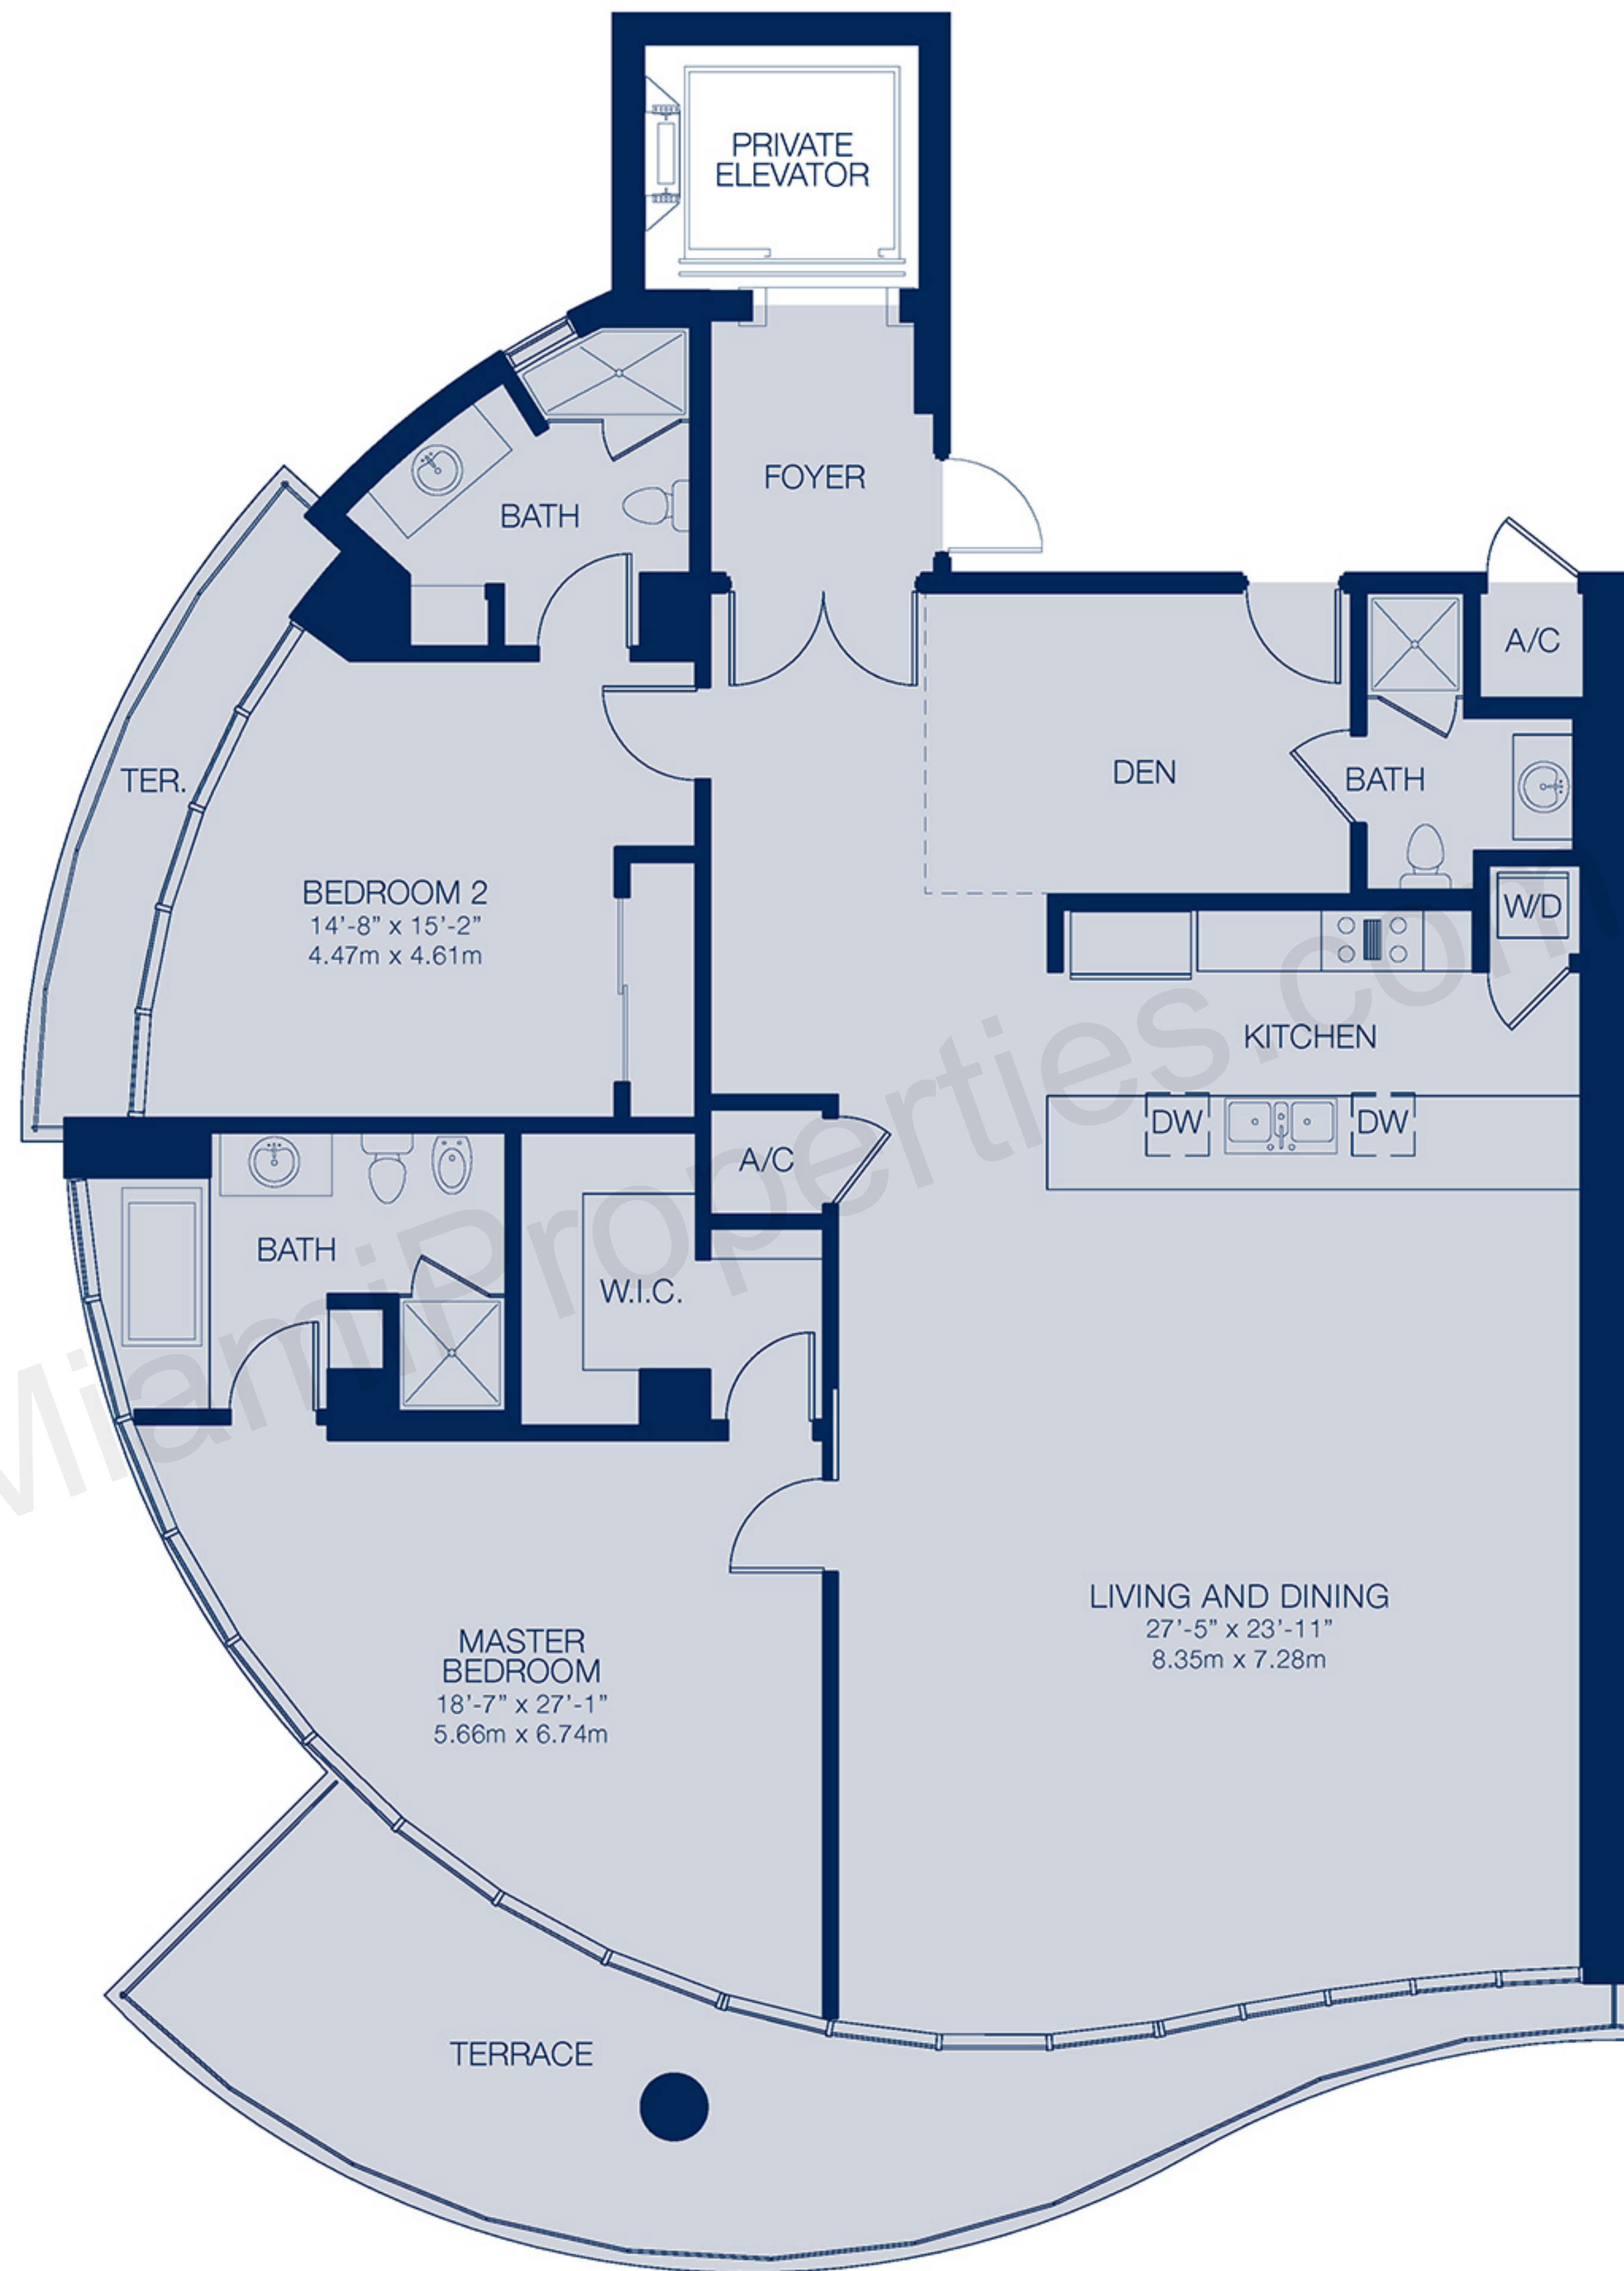 PRIVATE
ELEVATOR
FOYER
BATH
A/C
TER.
DEN
BATH
BEDROOM 2
14'-8" x 15'-2"
4.47m x 4.61m
W/D
KITCHEN
DW
DW
A/C
BATH
W.I.C.
LIVING AND DINING
27'-5" x 23'-11"
8.35m x 7.28m
MASTER
BEDROOM
18'-7" x 27'-1"
5.66m x 6.74m
TERRACE
MiamiProperties.com